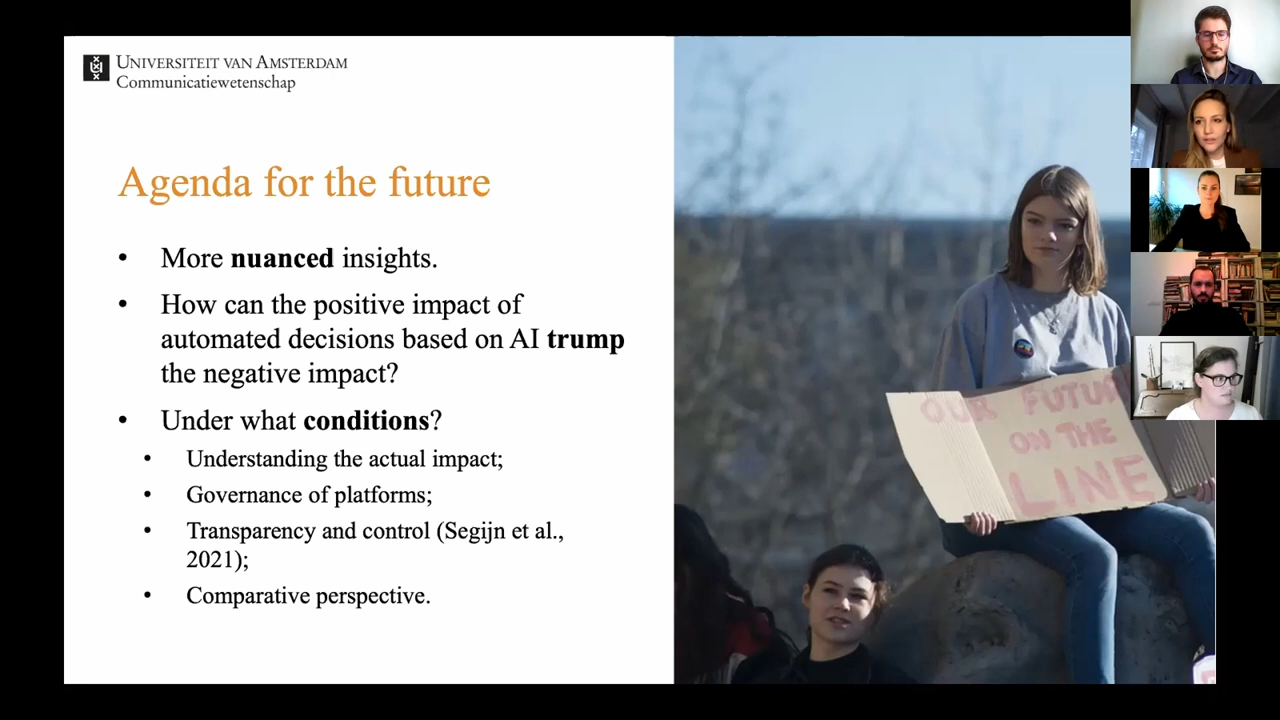 UNIVERSITEIT VAN AMSTERDAM
Communicatiewetenschap
Agenda for the future
• More nuanced insights.
• How can the positive impact of
automated decisions based on AI trump
the negative impact?
• Under what conditions?
• Understanding the actual impact;
• Governance of platforms;
• Transparency and control (Segijn et al.,
2021);
• Comparative perspective.
OUR FUTUR
ON THE
LINE